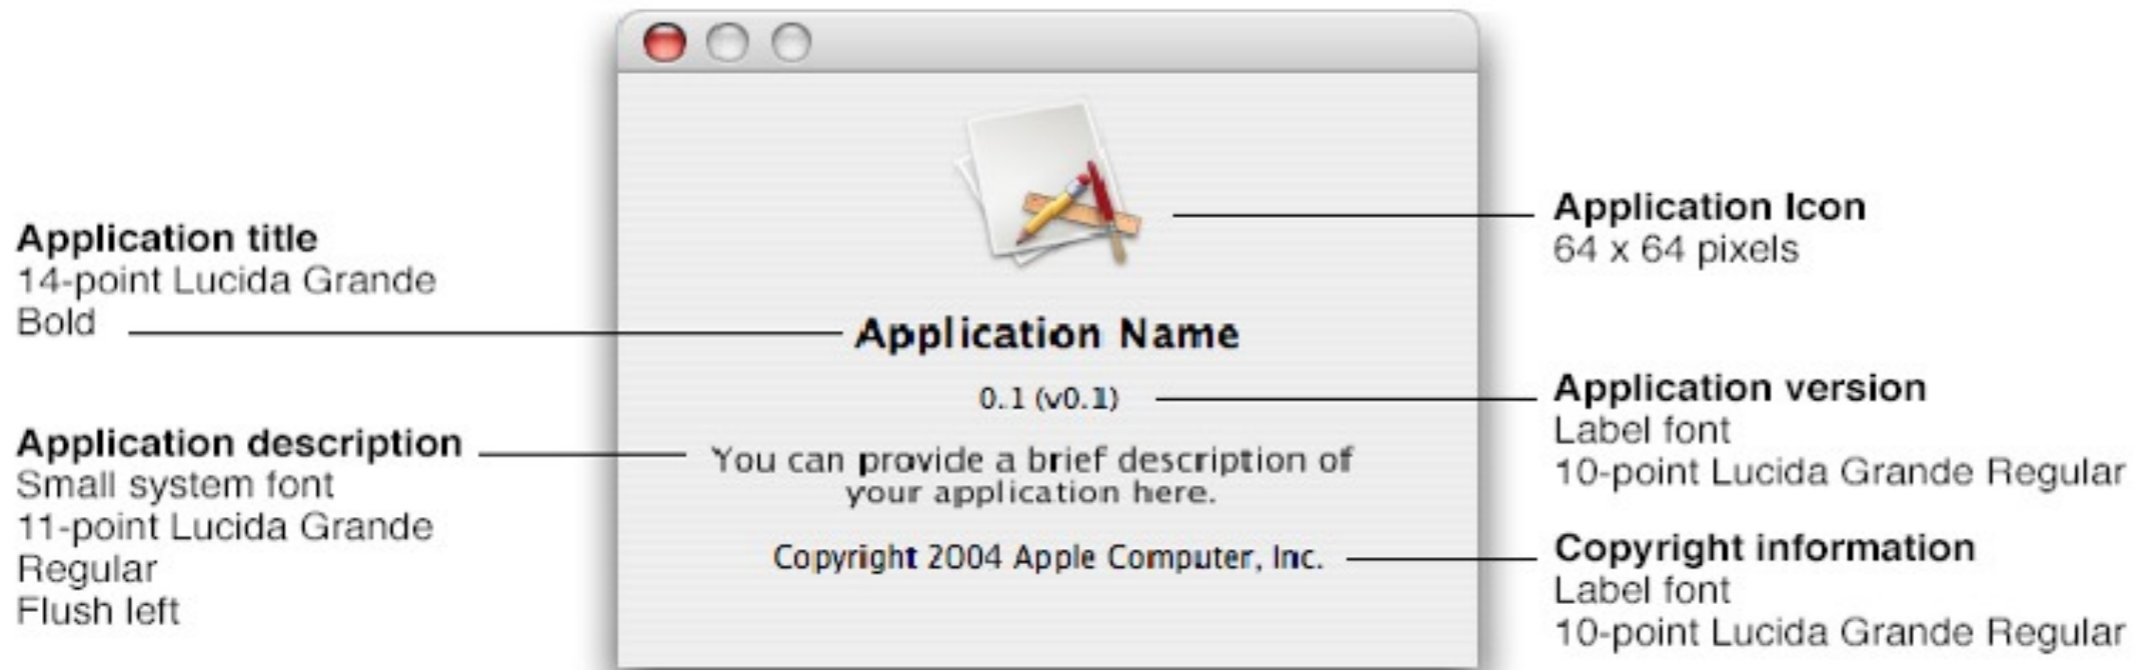 Application title
14-point Lucida Grande
Bold
Application description
Small system font
11-point Lucida Grande
Regular
Flush left
Application Name
0.1 (v0.1)
You can provide a brief description of
your application here.
Copyright 2004 Apple Computer, Inc.
Application Icon
64 x 64 pixels
Application version
Label font
10-point Lucida Grande Regular
Copyright information
Label font
10-point Lucida Grande Regular